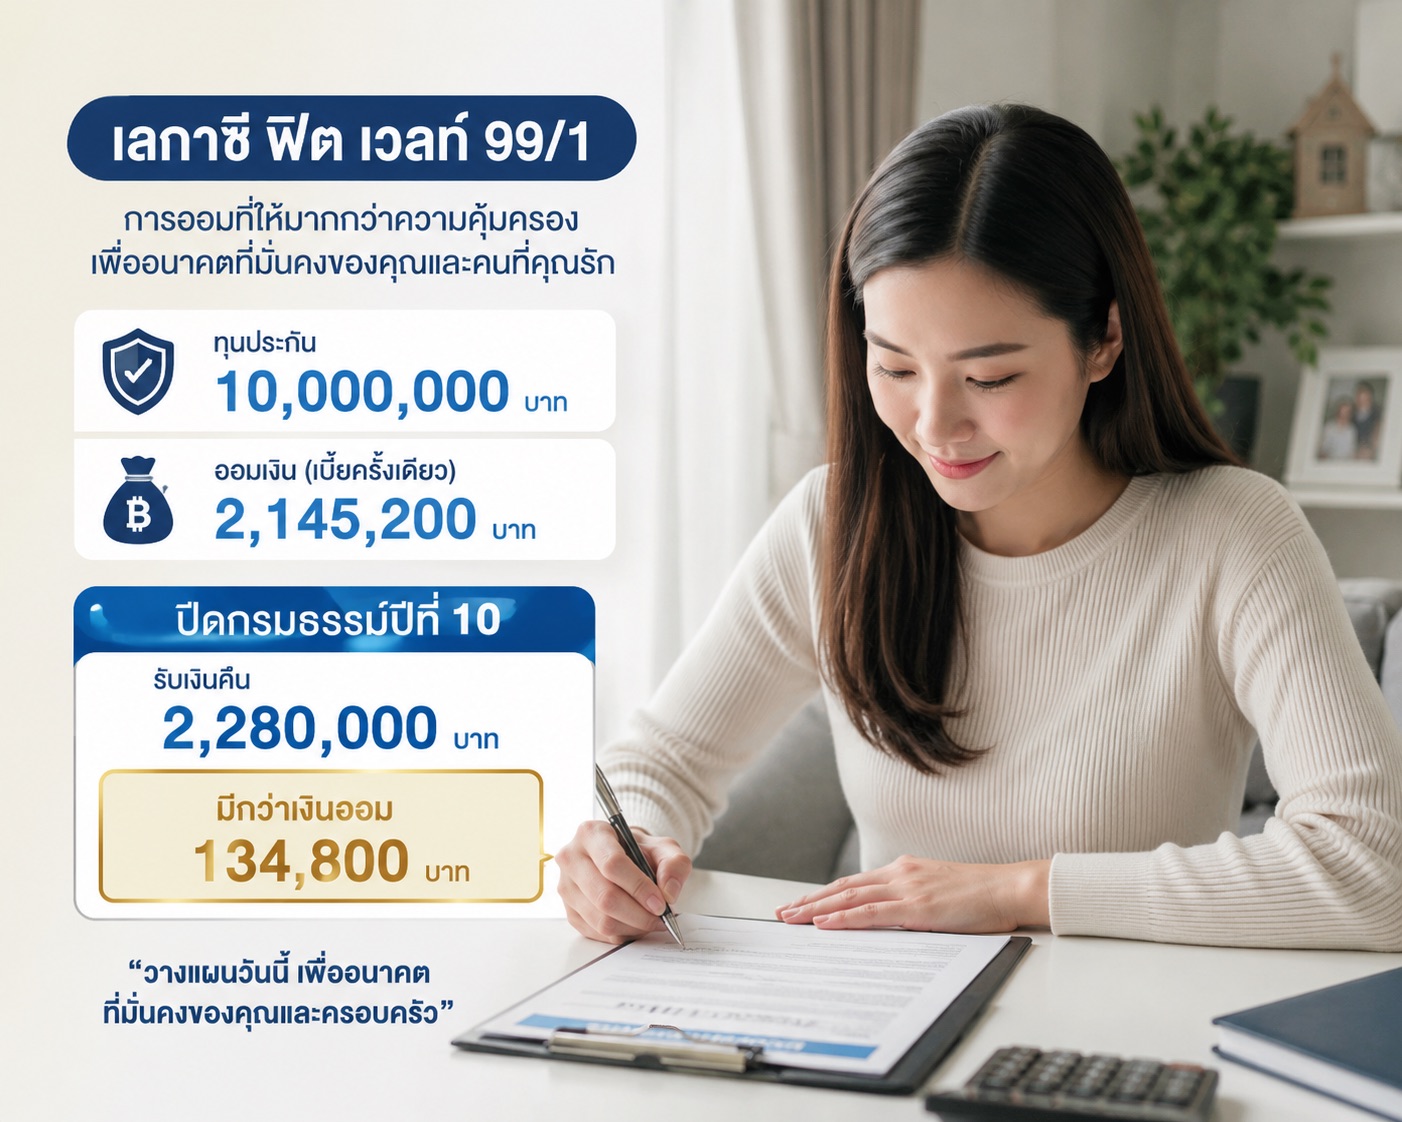 เลกาซี ฟิต เวลท์ 99/1
การออมที่ให้มากกว่าความคุ้มครอง
เพื่ออนาคตที่มั่นคงของคุณและคนที่คุณรัก
ทุนประกัน
10,000,000 บาท
ออมเงิน (เบี้ยครั้งเดียว)
฿
2,145,200 บาท
ปีดกรมธรรม์ปีที่ 10
รับเงินคืน
2,280,000 บาท
มีกว่าเงินออม
134,800 บาท
“วางแผนวันนี้ เพื่ออนาคต
ที่มั่นคงของคุณและครอบครัว”